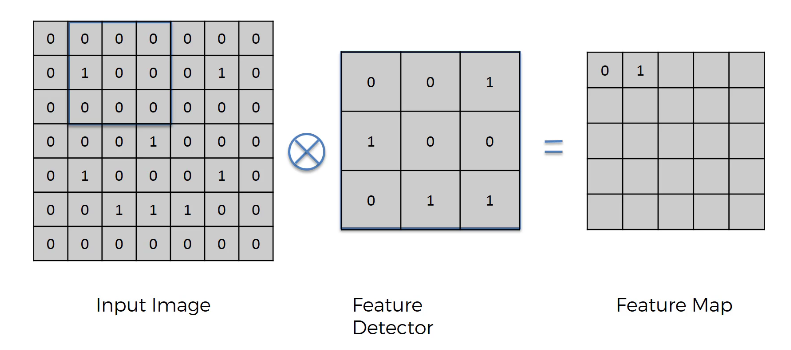 0 0 0 0 0 0 0
0 1 0 0 0 1 0
0 0 0 0 0 0 0
0 0 0 1 0 0 0
0 1 0 0 0 1 0
0 0 1 1 1 0 0
0 0 0 0 0 0 0
0 0 1
1 0 0
0 1 1
=
0 1
Input Image
Feature
Detector
Feature Map